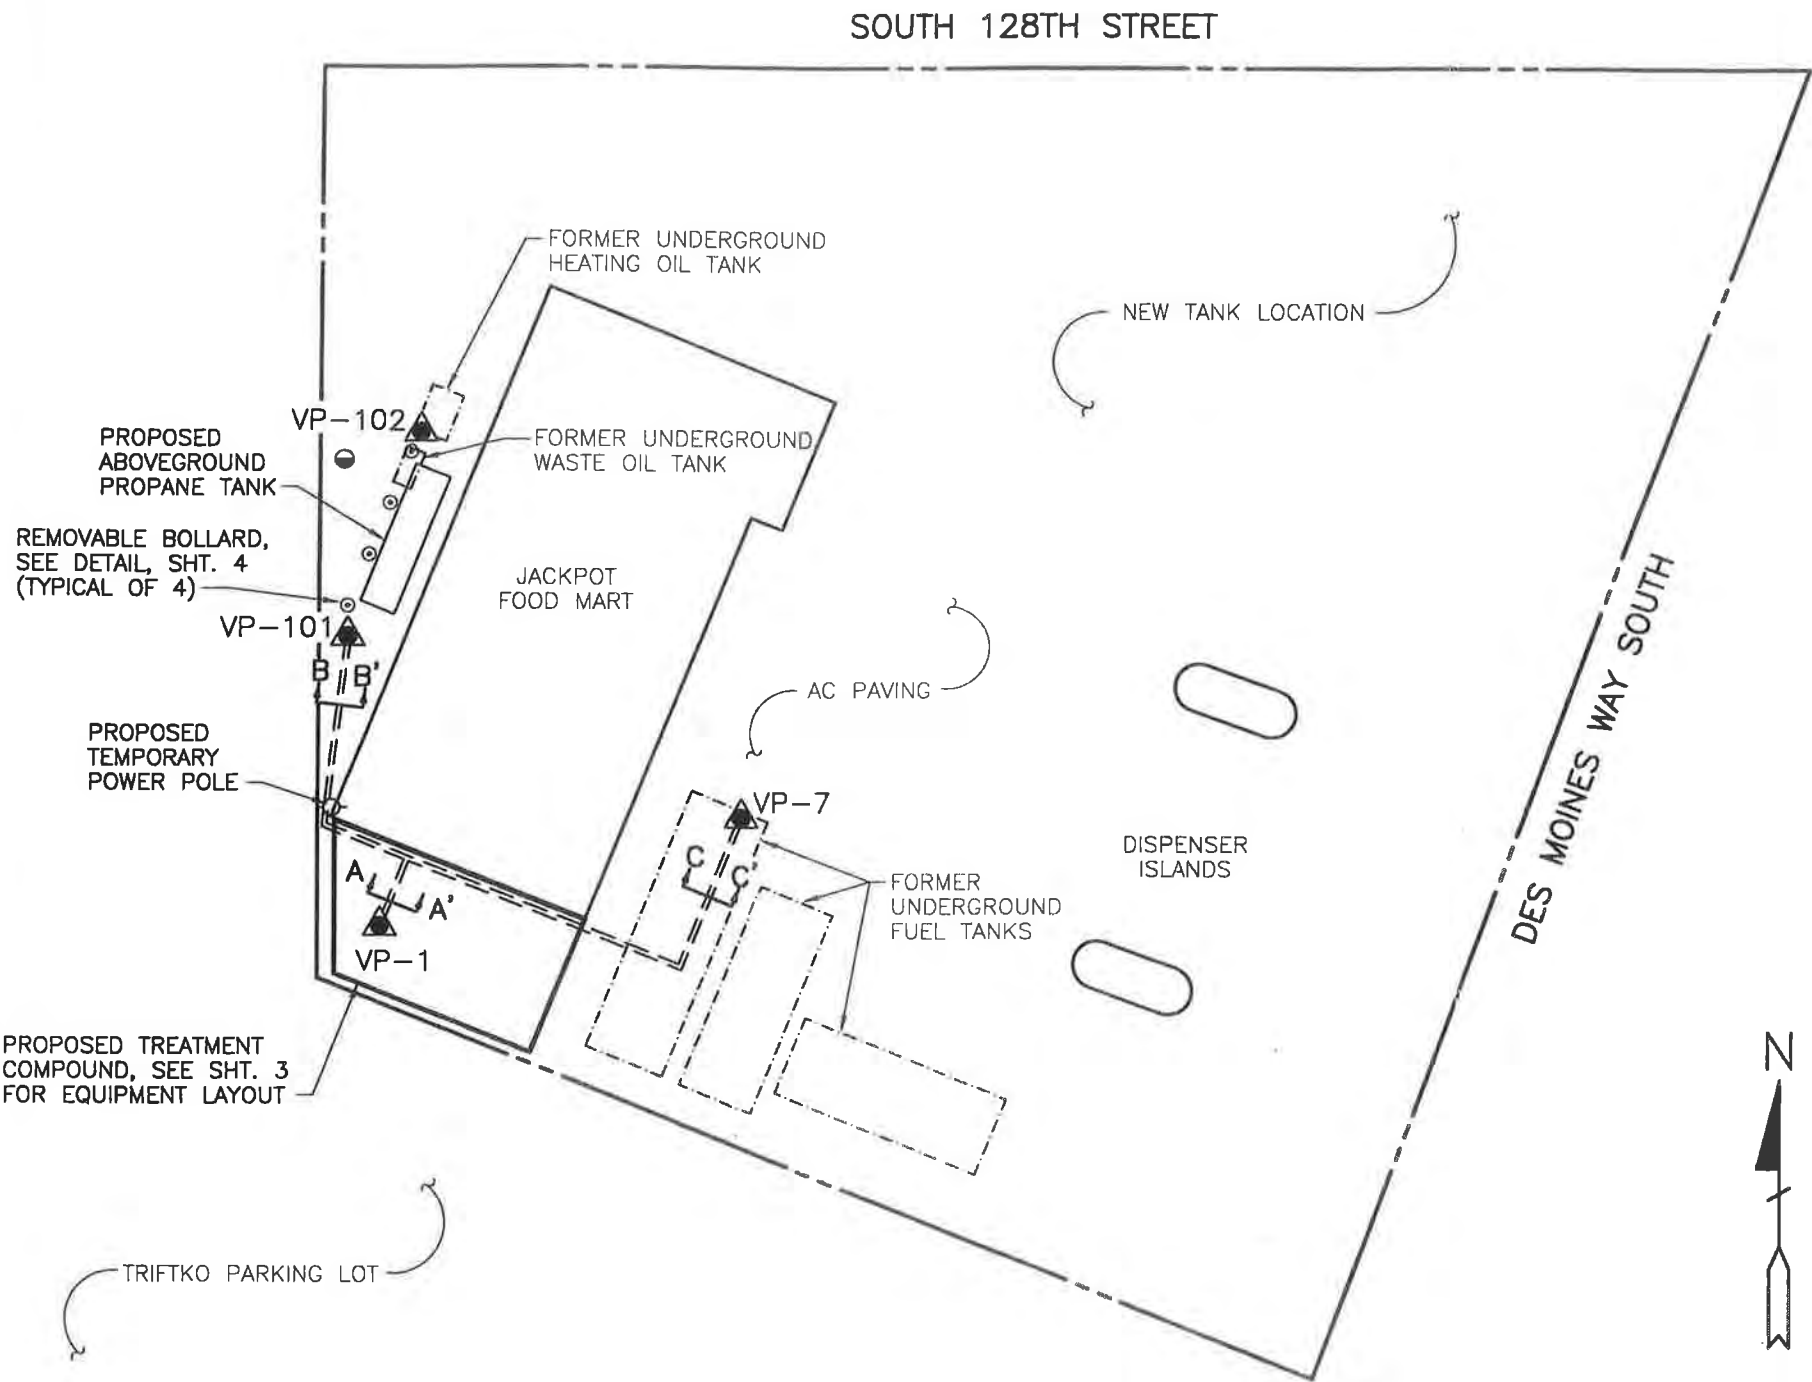 SOUTH 128TH STREET
FORMER UNDERGROUND
HEATING OIL TANK
NEW TANK LOCATION
VP-102
PROPOSED
ABOVEGROUND
PROPANE TANK
FORMER UNDERGROUND
WASTE OIL TANK
REMOVABLE BOLLARD,
SEE DETAIL, SHT. 4
(TYPICAL OF 4)
JACKPOT
FOOD MART
VP-101
B B'
AC PAVING
DES MOINES WAY SOUTH
PROPOSED
TEMPORARY
POWER POLE
VP-7
C C'
DISPENSER
ISLANDS
A A'
FORMER
UNDERGROUND
FUEL TANKS
VP-1
PROPOSED TREATMENT
COMPOUND, SEE SHT. 3
FOR EQUIPMENT LAYOUT
N
TRIFTKO PARKING LOT